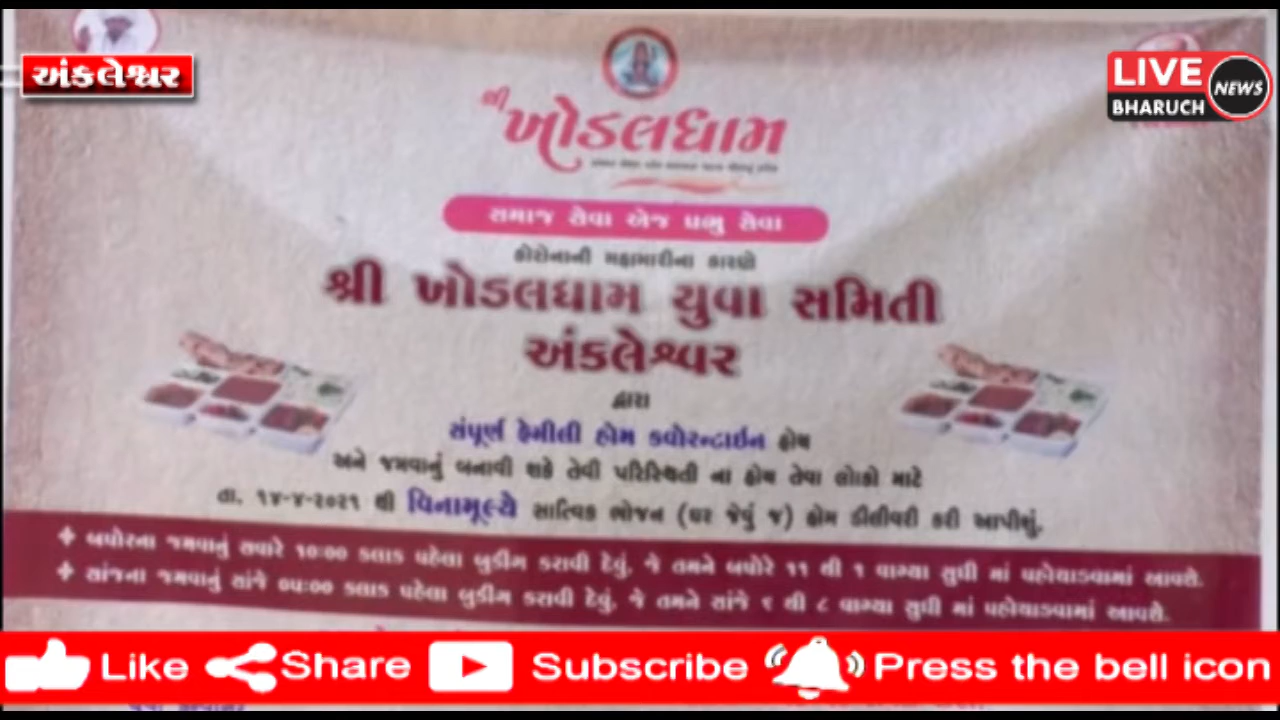 અંકલેશ્વર
LIVE
BHARUCH
NEWS
શ્રી
ખોડલધામ
સમાજ સેવા એજ પ્રભુ સેવા
કોરોનાની મહામારીના કારણે
શ્રી ખોડલધામ યુવા સમિતી
અંકલેશ્વર
દ્વારા
સંપૂર્ણ ફેમીલી હોમ કવોરન્ટાઈન હોય
અને જમવાનું બનાવી શકે તેવી પરિસ્થિતી ના હોય તેવા લોકો માટે
તા. ૧૪-૪-૨૦૨૧ થી વિનામૂલ્યે સાત્વિક ભોજન (ઘર જેવું જ) હોમ ડીલીવરી કરી આપીશું.
બપોરના જમવાનું સવારે ૧૦:૦૦ કલાક પહેલા બુકીંગ કરાવી દેવું, જે તમને બપોરે ૧૧ થી ૧ વાગ્યા સુધી માં પહોચાડવામાં આવશે.
સાંજના જમવાનું સાંજે ૦૫:૦૦ કલાક પહેલા બુકીંગ કરાવી દેવું, જે તમને સાંજે ૬ થી ૮ વાગ્યા સુધી માં પહોચાડવામાં આવશે.
Like Share Subscribe Press the bell icon